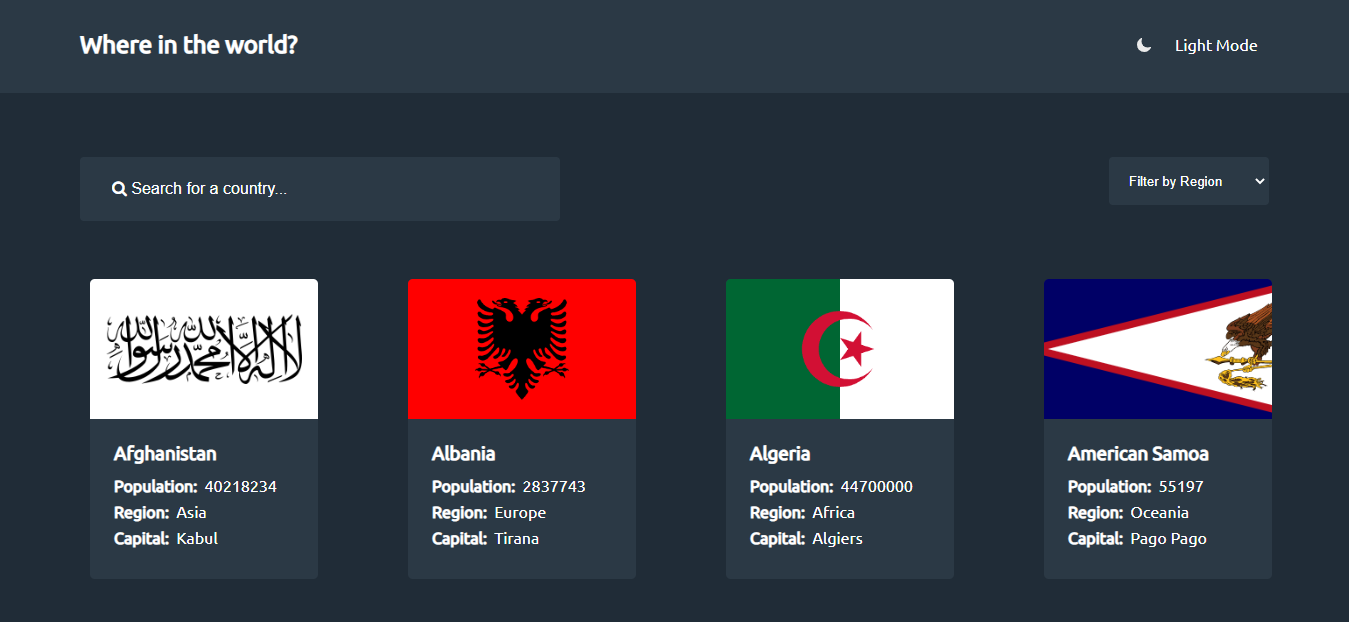 Where in the world?
Light Mode
Search for a country...
Filter by Region
لا إله إلا الله محمد رسول الله
Afghanistan
Population: 40218234
Region: Asia
Capital: Kabul
Albania
Population: 2837743
Region: Europe
Capital: Tirana
Algeria
Population: 44700000
Region: Africa
Capital: Algiers
American Samoa
Population: 55197
Region: Oceania
Capital: Pago Pago